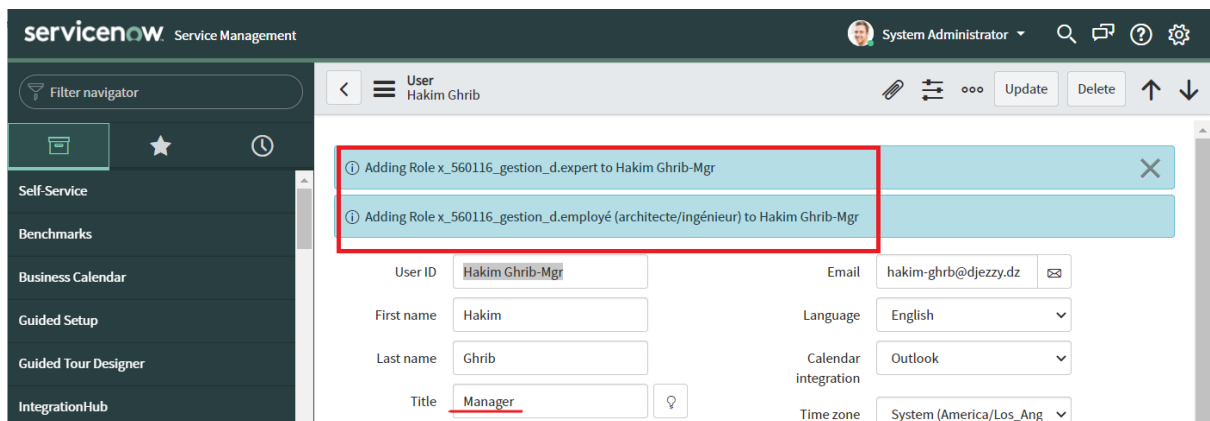 servicenow Service Management
System Administrator
Filter navigator
User
Hakim Ghrib
Update
Delete
Self-Service
Benchmarks
Business Calendar
Guided Setup
Guided Tour Designer
IntegrationHub
Adding Role x_560116_gestion_d.expert to Hakim Ghrib-Mgr
Adding Role x_560116_gestion_d.employé (architecte/ingénieur) to Hakim Ghrib-Mgr
User ID Hakim Ghrib-Mgr
Email hakim-ghrb@djezzy.dz
First name Hakim
Language English
Last name Ghrib
Calendar
integration Outlook
Title Manager
Time zone System (America/Los_Ang